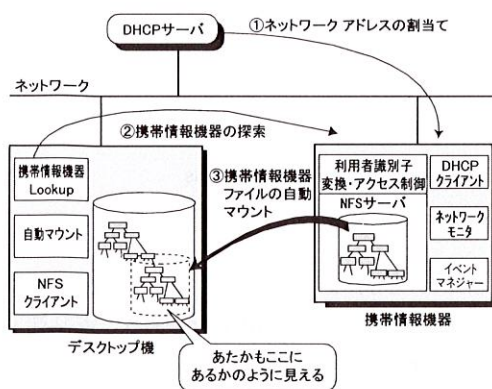 DHCPサーバ
①ネットワーク アドレスの割当て
ネットワーク
②携帯情報機器の探索
携帯情報機器
Lookup
自動マウント
NFS
クライアント
③携帯情報機器
ファイルの自動
マウント
利用者識別子
変換・アクセス制御
NFSサーバ
DHCP
クライアント
ネットワーク
モニタ
イベント
マネジャー
デスクトップ機
携帯情報機器
あたかもここに
あるかのように見える